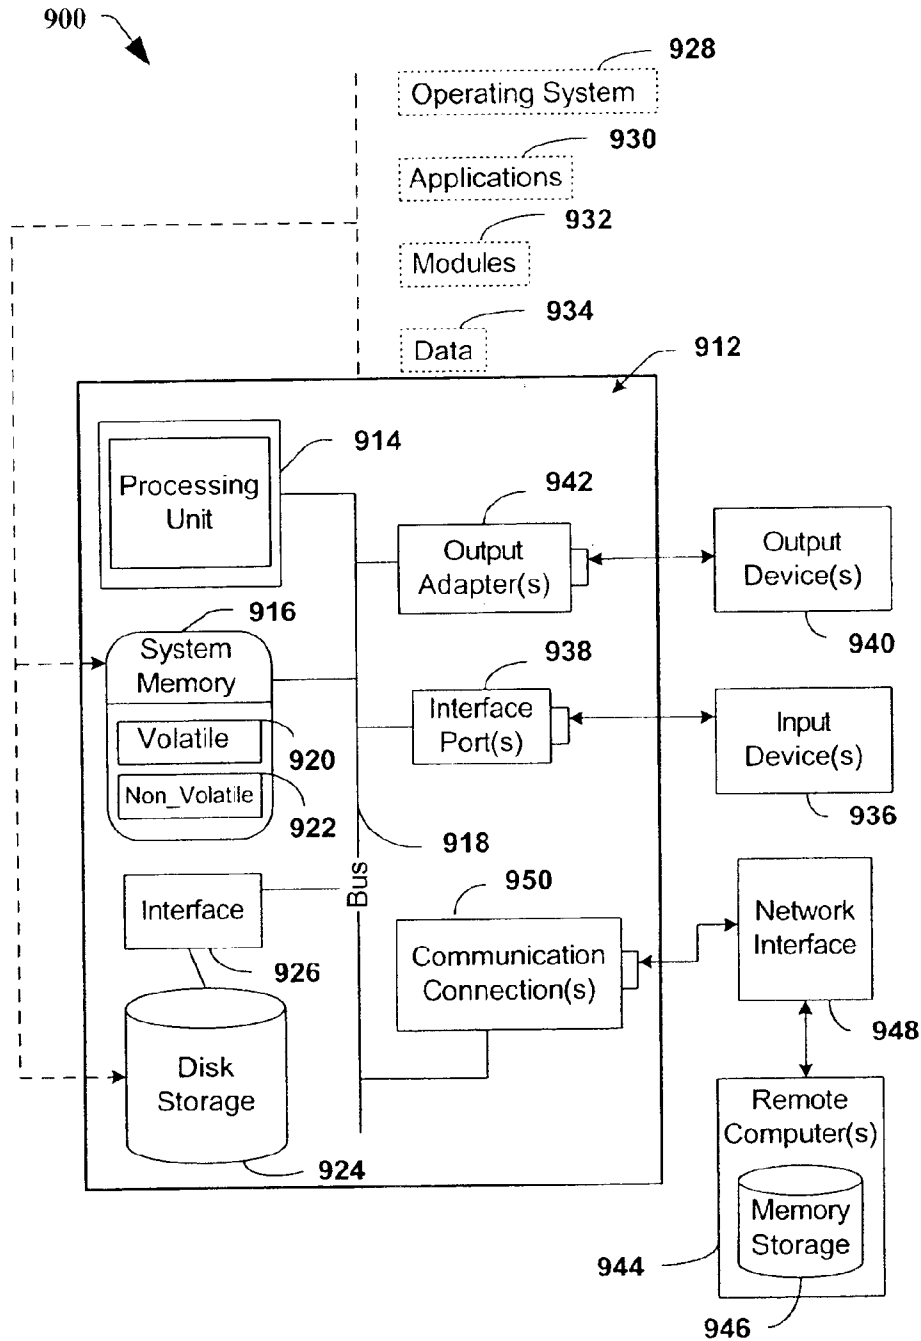 900
928
Operating System
930
Applications
932
Modules
934
Data
912
914
Processing
Unit
942
Output
Adapter(s)
Output
Device(s)
940
916
System
Memory
Volatile
920
Non_Volatile
922
938
Interface
Port(s)
Input
Device(s)
936
918
Bus
Interface
926
950
Communication
Connection(s)
Network
Interface
948
Disk
Storage
924
Remote
Computer(s)
Memory
Storage
944
946